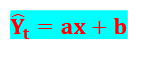 Ŷₜ = ax + b